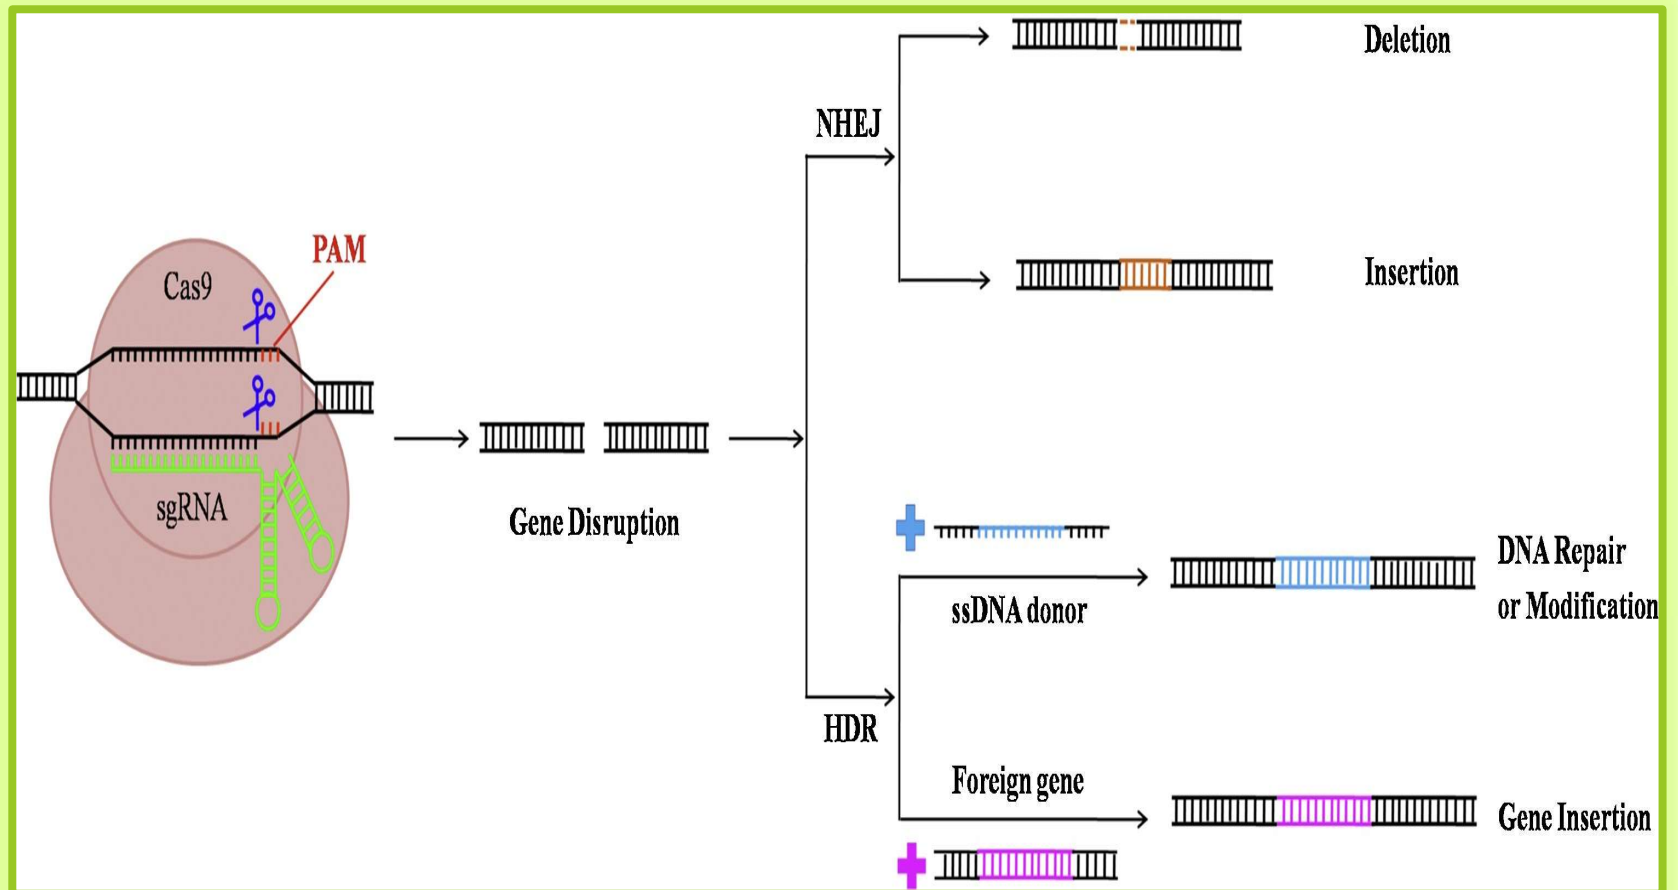 Deletion
NHEJ
PAM
Cas9
Insertion
sgRNA
Gene Disruption
DNA Repair
or Modification
ssDNA donor
HDR
Foreign gene
Gene Insertion